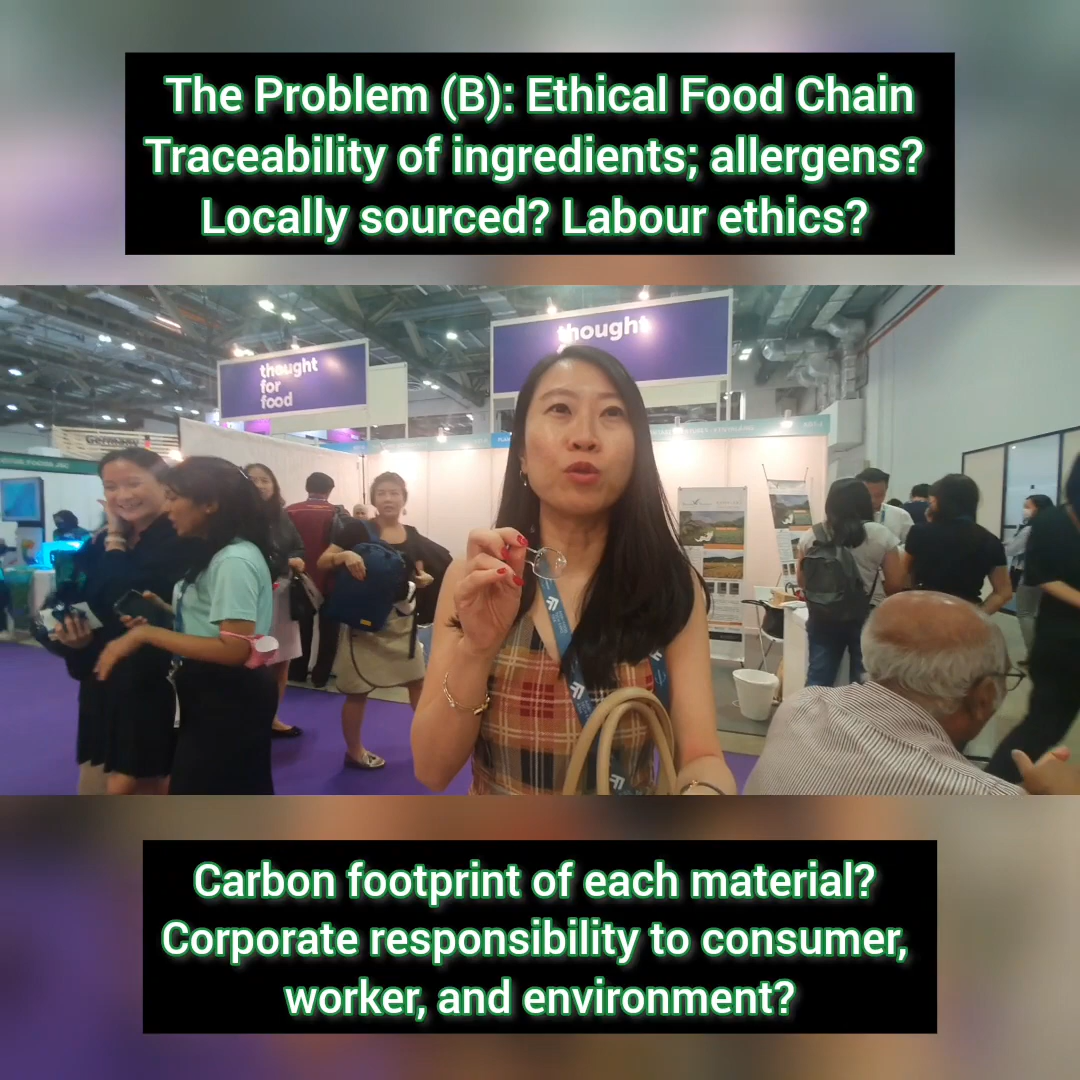 The Problem (B): Ethical Food Chain
Traceability of ingredients; allergens?
Locally sourced? Labour ethics?
thought
thought
for
food
Germany
Carbon footprint of each material?
Corporate responsibility to consumer,
worker, and environment?